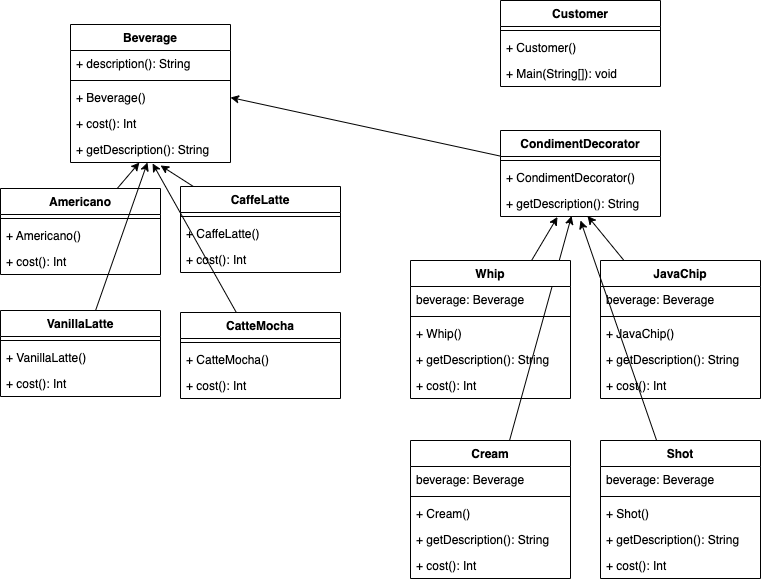 Beverage
+ description(): String
+ Beverage()
+ cost(): Int
+ getDescription(): String
Customer
+ Customer()
+ Main(String[]): void
CondimentDecorator
+ CondimentDecorator()
+ getDescription(): String
Americano
+ Americano()
+ cost(): Int
CaffeLatte
+ CaffeLatte()
+ cost(): Int
VanillaLatte
+ VanillaLatte()
+ cost(): Int
CatteMocha
+ CatteMocha()
+ cost(): Int
Whip
beverage: Beverage
+ Whip()
+ getDescription(): String
+ cost(): Int
JavaChip
beverage: Beverage
+ JavaChip()
+ getDescription(): String
+ cost(): Int
Cream
beverage: Beverage
+ Cream()
+ getDescription(): String
+ cost(): Int
Shot
beverage: Beverage
+ Shot()
+ getDescription(): String
+ cost(): Int